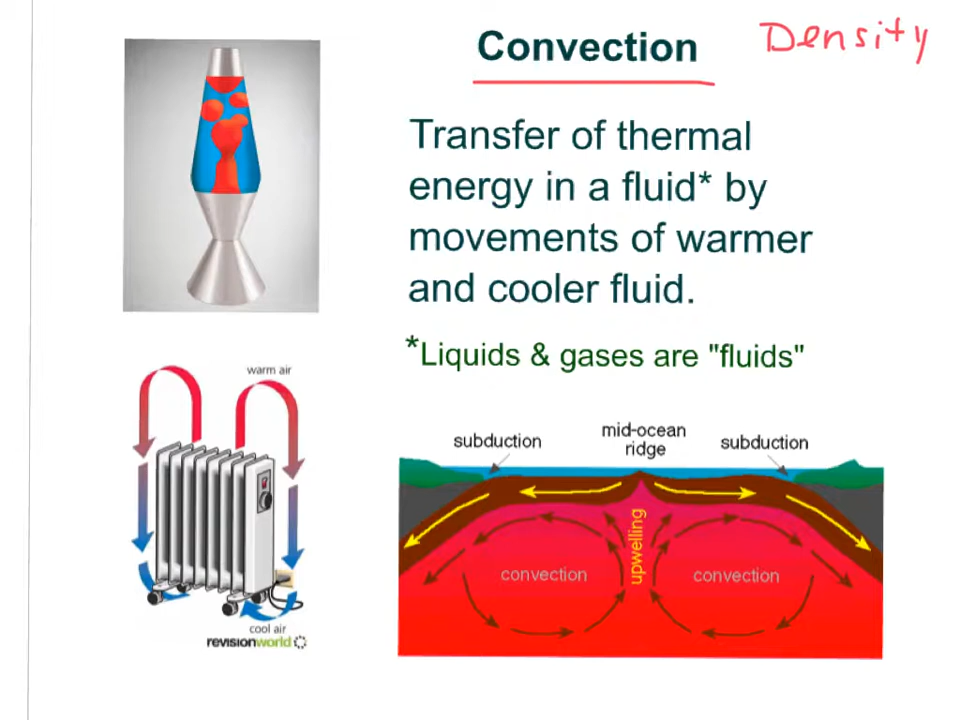 Convection
Density
Transfer of thermal
energy in a fluid* by
movements of warmer
and cooler fluid.
*Liquids & gases are "fluids"
warm air
cool air
revisionworld
subduction
mid-ocean
ridge
subduction
upwelling
convection
convection